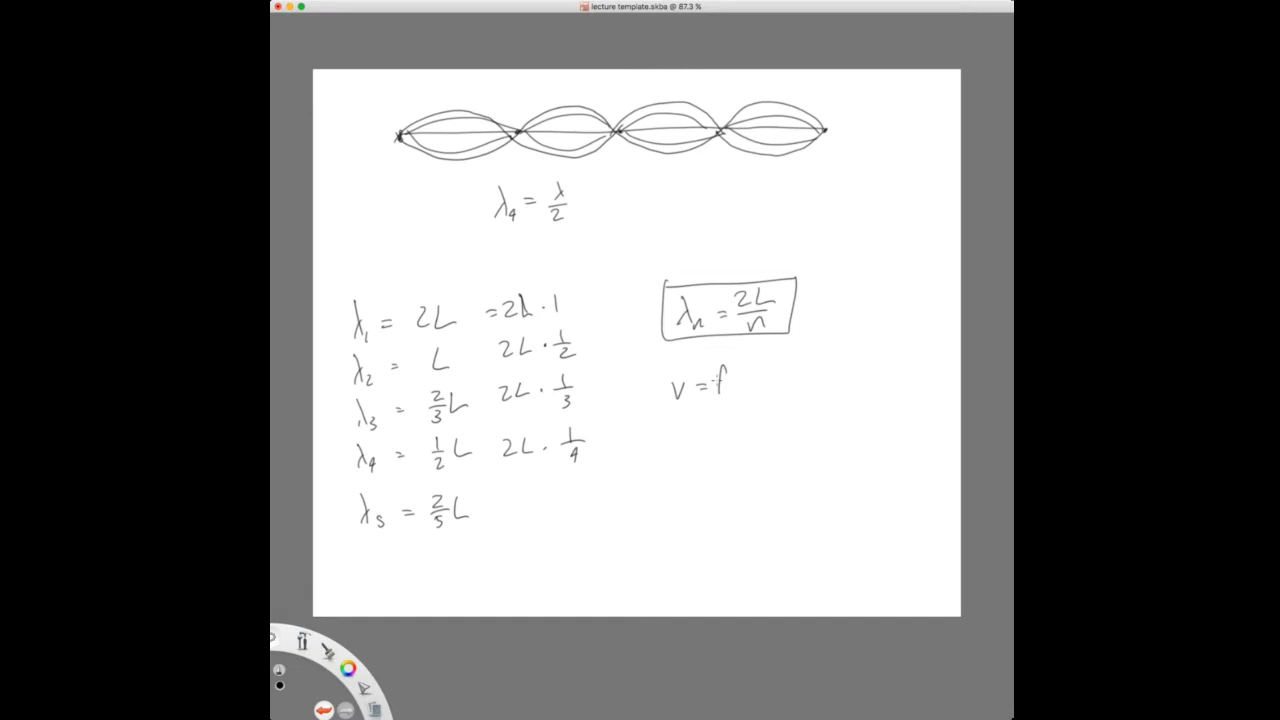 lecture template.skba @ 87.3 %
λ₄ = λ/2
λ₁ = 2L = 2L · 1
λ₂ = L 2L · 1/2
λ₃ = 2/3 L 2L · 1/3
λ₄ = 1/2 L 2L · 1/4
λ₅ = 2/5 L
λₙ = 2L/n
v = f